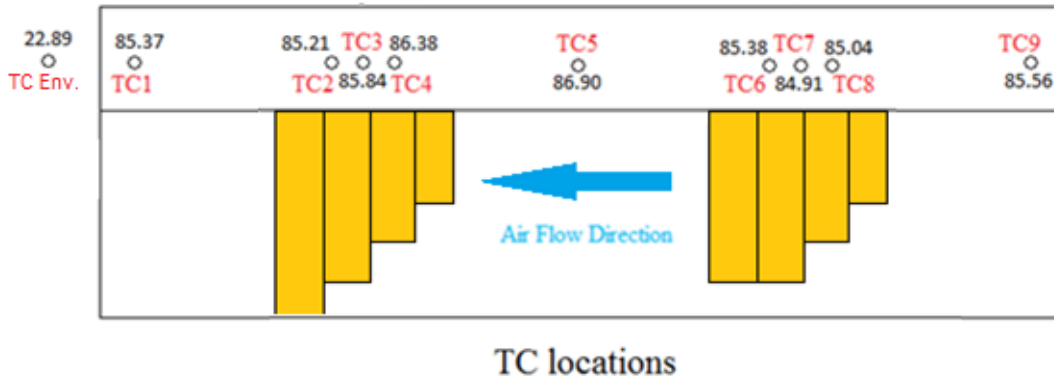 22.89
TC Env.
85.37
TC1
85.21
TC2
TC3
85.84
86.38
TC4
TC5
86.90
85.38
TC6
TC7
84.91
85.04
TC8
TC9
85.56
Air Flow Direction
TC locations